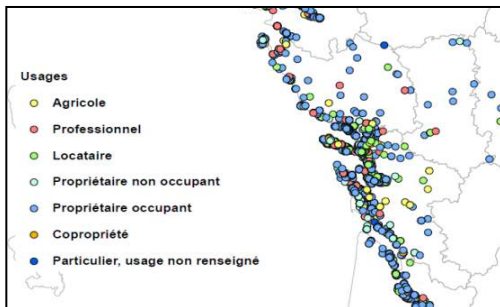 Usages
Agricole
Professionnel
Locataire
Propriétaire non occupant
Propriétaire occupant
Copropriété
Particulier, usage non renseigné